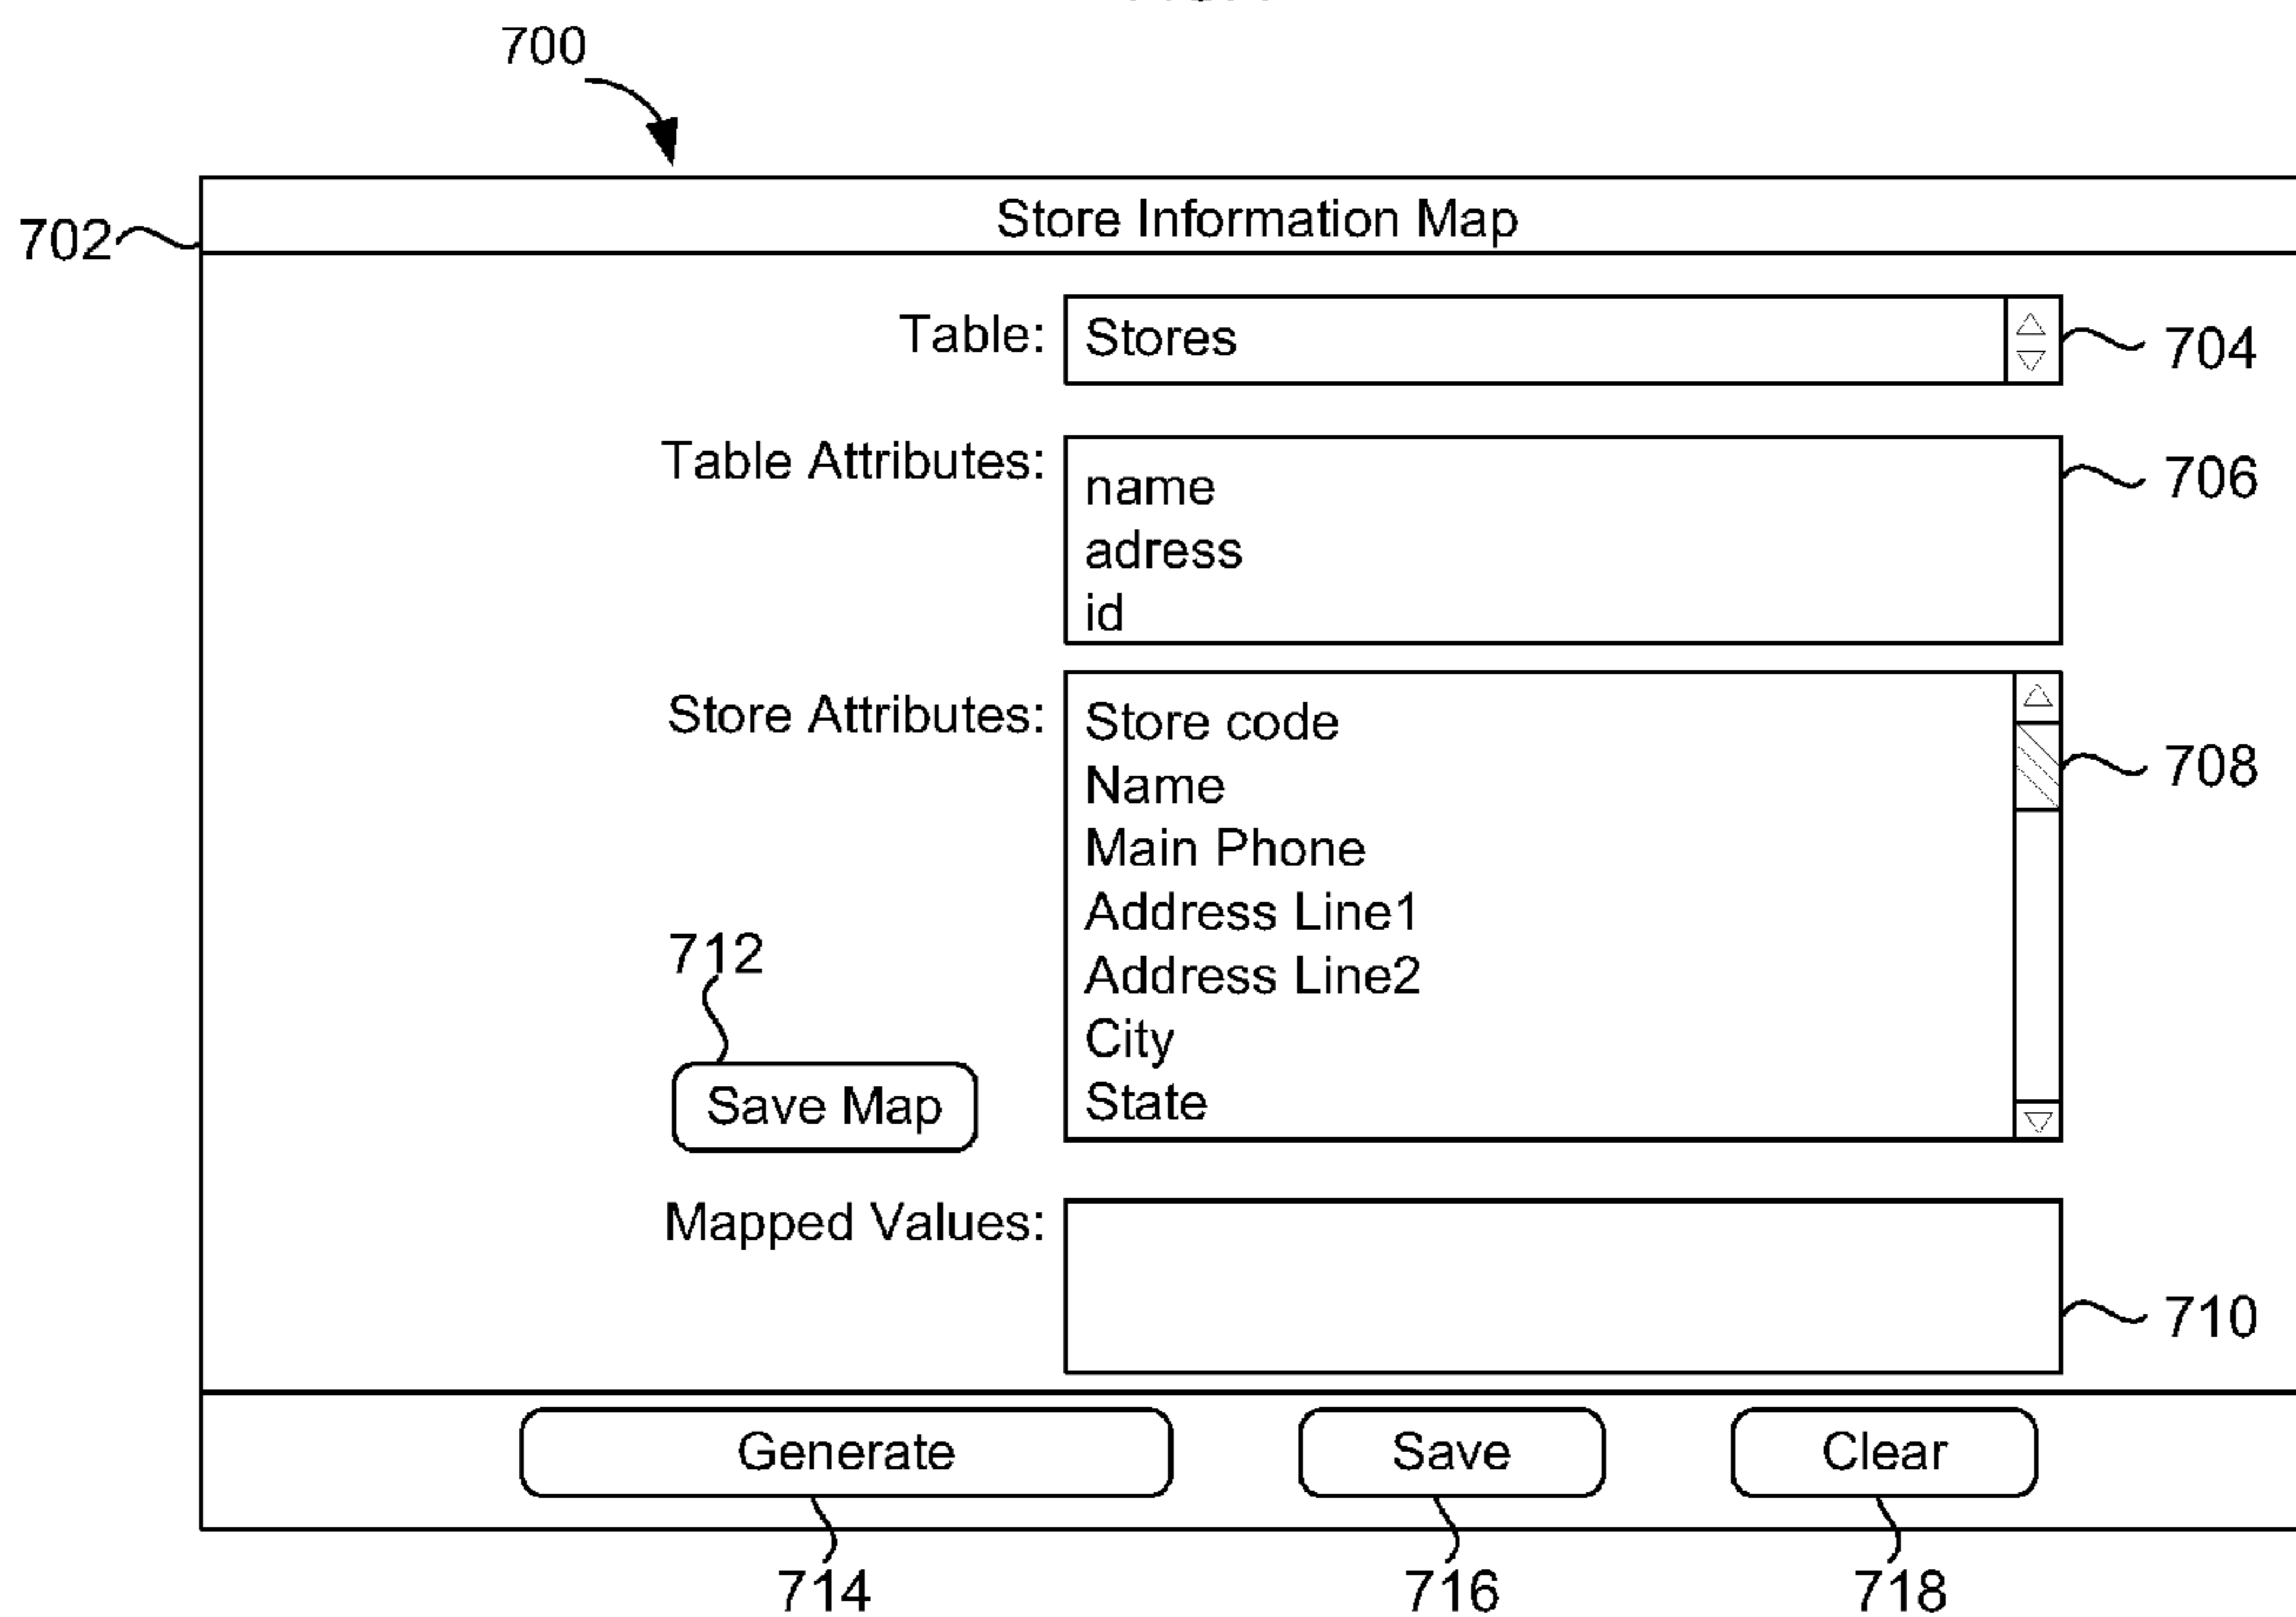 700
Store Information Map
702
Table: Stores
704
Table Attributes:
706
name
adress
id
Store Attributes:
Store code
708
Name
Main Phone
Address Line1
712
Address Line2
City
Save Map
State
Mapped Values:
710
Generate Save Clear
714 716 718